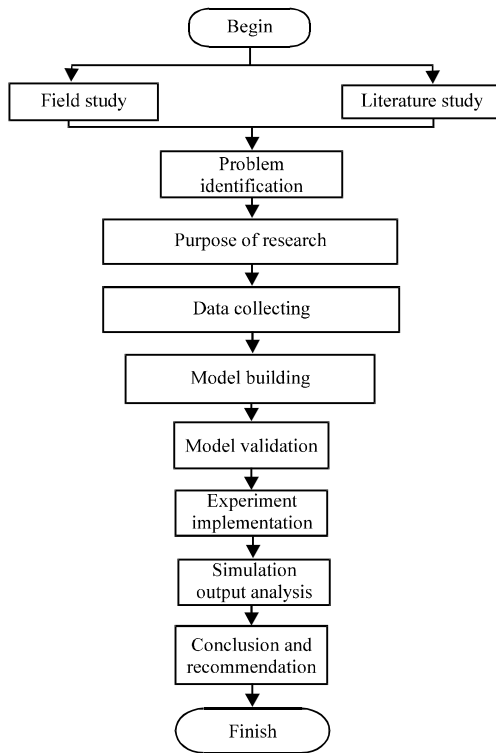 Begin
Field study
Literature study
Problem
identification
Purpose of research
Data collecting
Model building
Model validation
Experiment
implementation
Simulation
output analysis
Conclusion and
recommendation
Finish